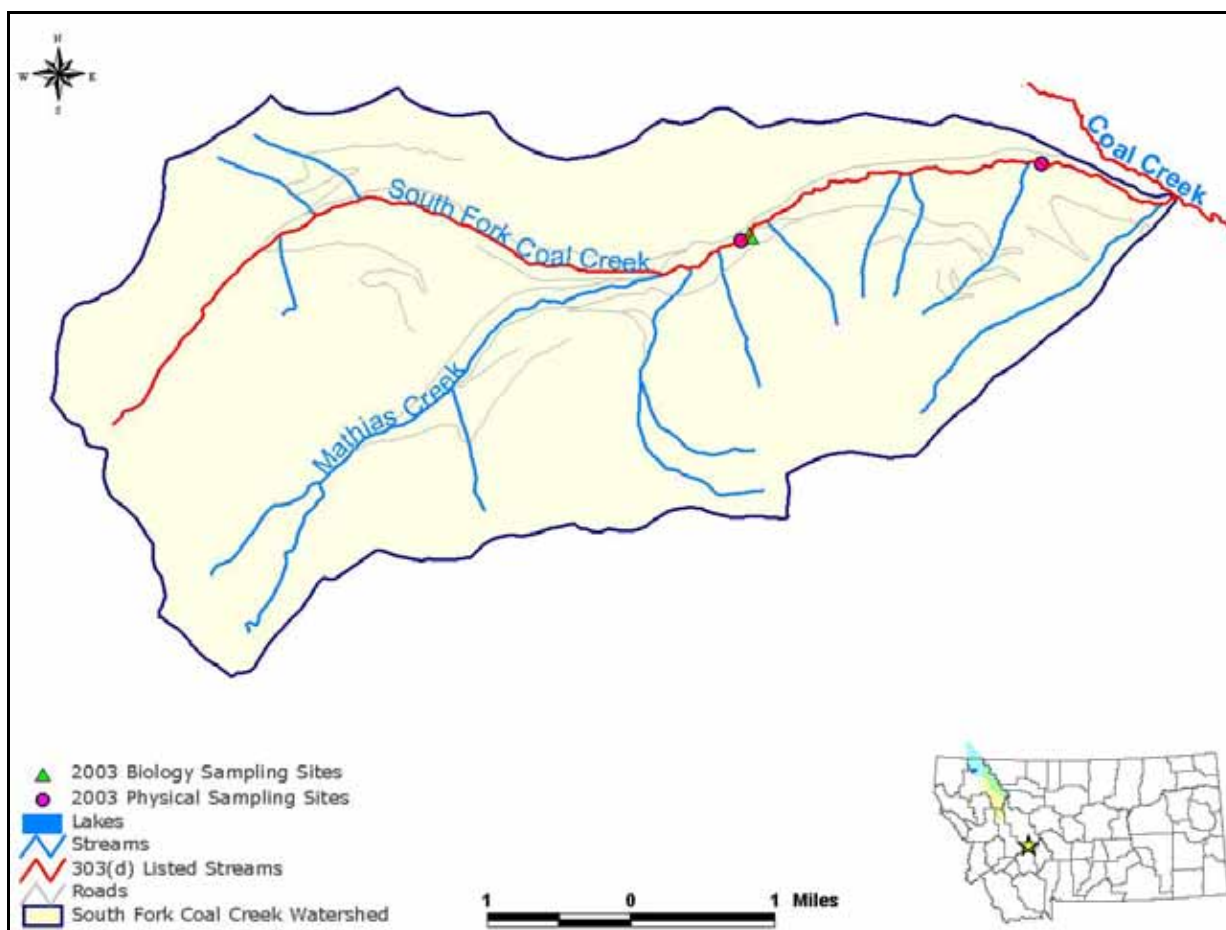 N
W E
S
Coal Creek
South Fork Coal Creek
Mathias Creek
2003 Biology Sampling Sites
2003 Physical Sampling Sites
Lakes
Streams
303(d) Listed Streams
Roads
South Fork Coal Creek Watershed
1 0 1 Miles